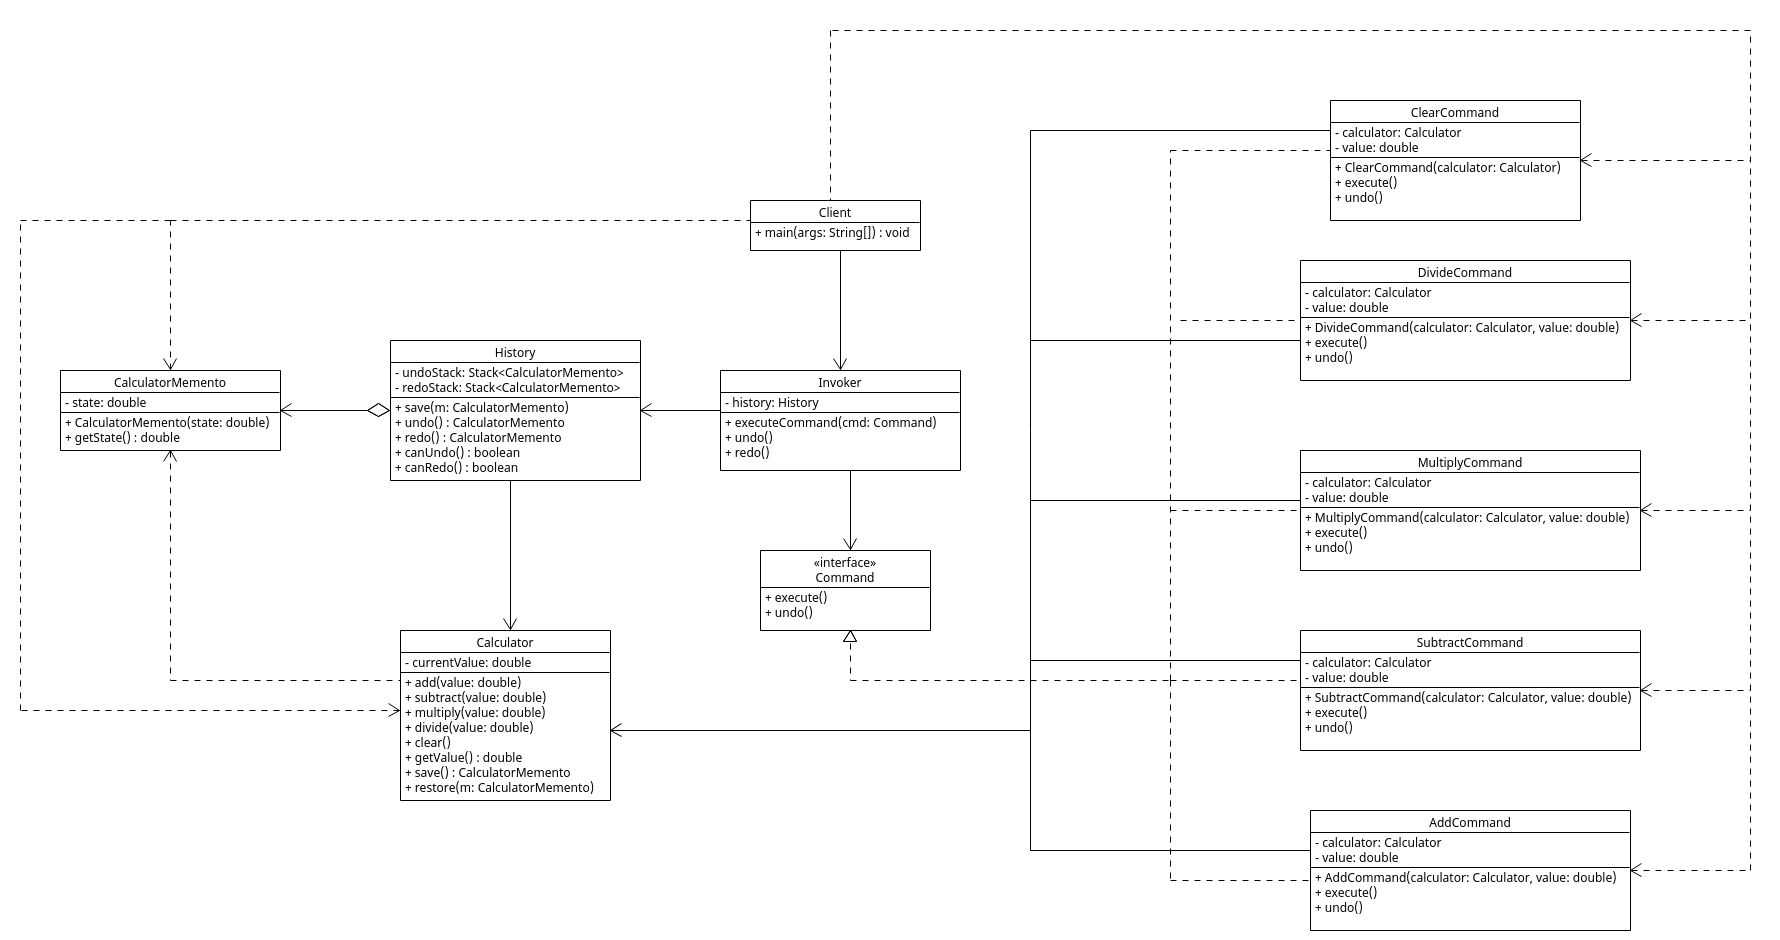 ClearCommand
- calculator: Calculator
- value: double
+ ClearCommand(calculator: Calculator)
+ execute()
+ undo()
Client
+ main(args: String[]) : void
DivideCommand
- calculator: Calculator
- value: double
+ DivideCommand(calculator: Calculator, value: double)
+ execute()
+ undo()
CalculatorMemento
- state: double
+ CalculatorMemento(state: double)
+ getState() : double
History
- undoStack: Stack<CalculatorMemento>
- redoStack: Stack<CalculatorMemento>
+ save(m: CalculatorMemento)
+ undo() : CalculatorMemento
+ redo() : CalculatorMemento
+ canUndo() : boolean
+ canRedo() : boolean
Invoker
- history: History
+ executeCommand(cmd: Command)
+ undo()
+ redo()
MultiplyCommand
- calculator: Calculator
- value: double
+ MultiplyCommand(calculator: Calculator, value: double)
+ execute()
+ undo()
«interface»
Command
+ execute()
+ undo()
Calculator
- currentValue: double
+ add(value: double)
+ subtract(value: double)
+ multiply(value: double)
+ divide(value: double)
+ clear()
+ getValue() : double
+ save() : CalculatorMemento
+ restore(m: CalculatorMemento)
SubtractCommand
- calculator: Calculator
- value: double
+ SubtractCommand(calculator: Calculator, value: double)
+ execute()
+ undo()
AddCommand
- calculator: Calculator
- value: double
+ AddCommand(calculator: Calculator, value: double)
+ execute()
+ undo()